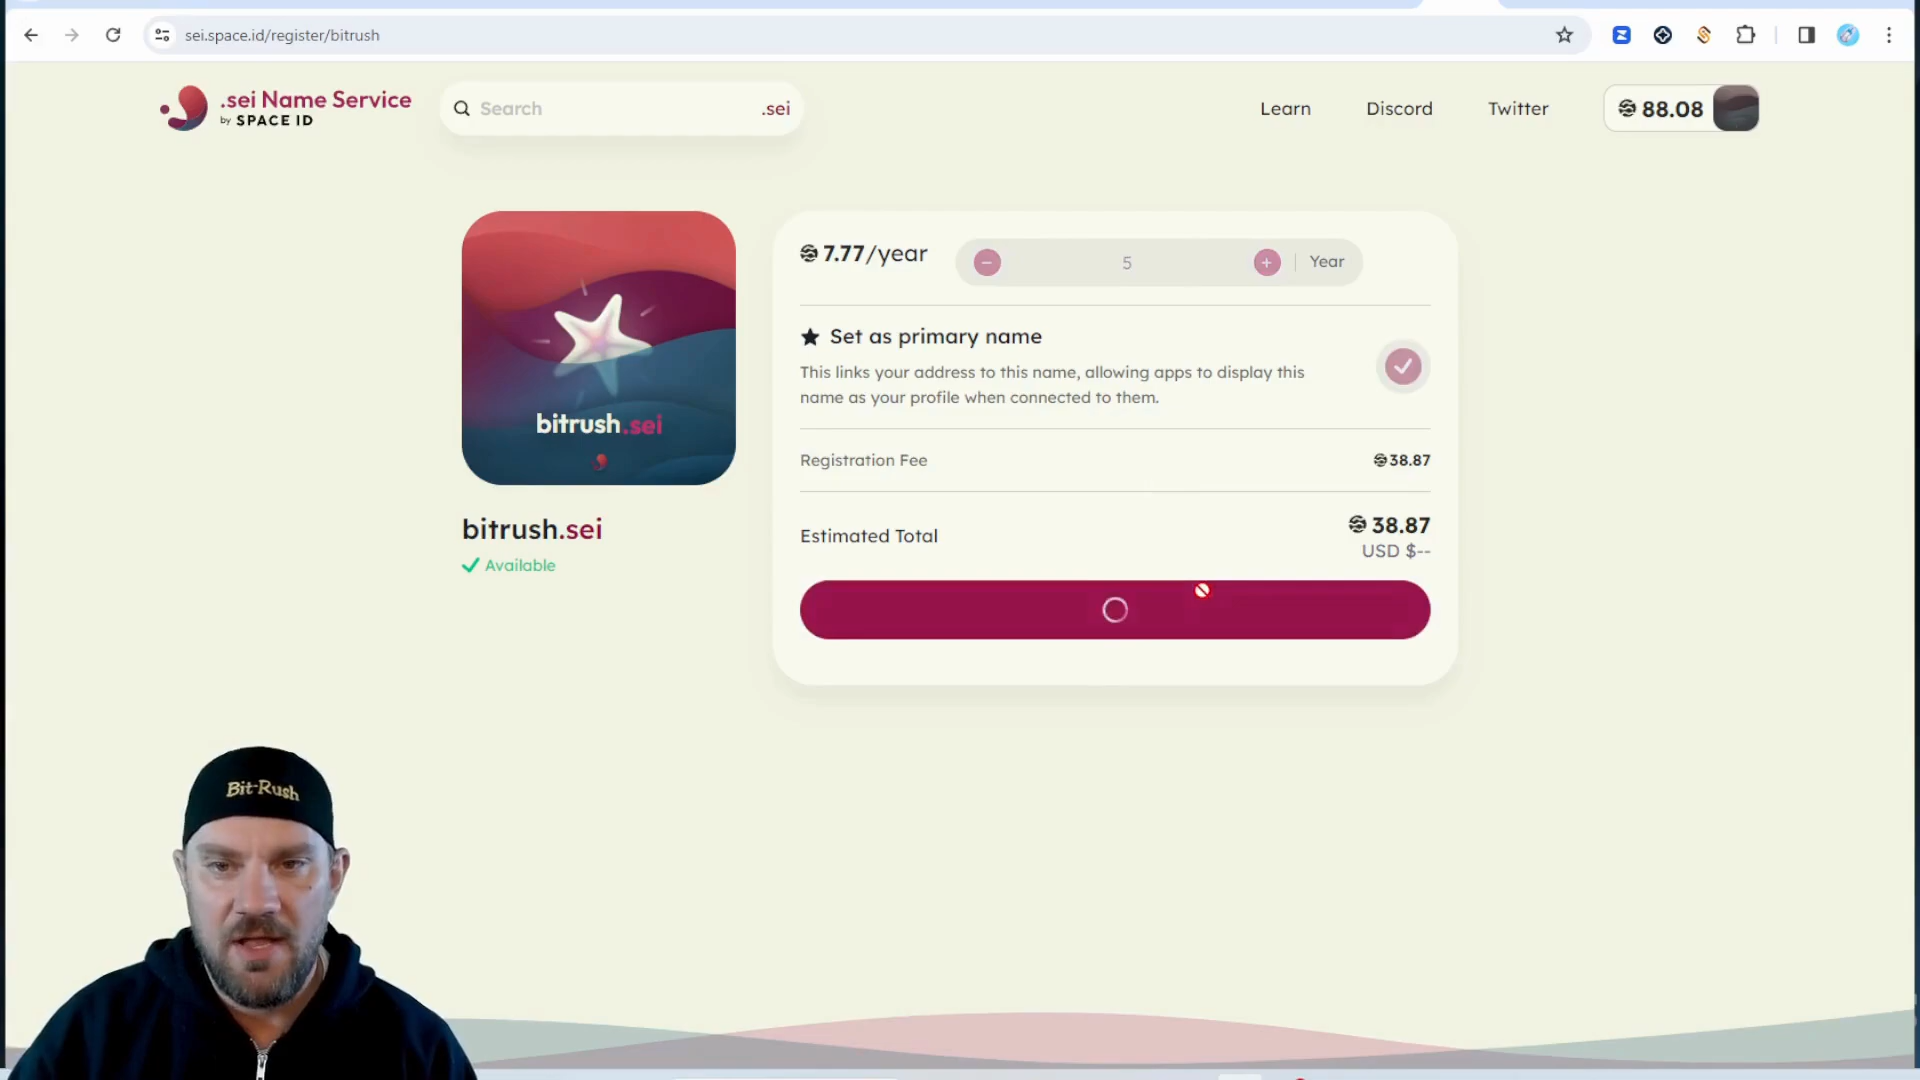 sei.space.id/register/bitrush
.sei Name Service
by SPACE ID
Search
.sei
Learn
Discord
Twitter
88.08
7.77/year
5
Year
Set as primary name
This links your address to this name, allowing apps to display this
name as your profile when connected to them.
bitrush.sei
Registration Fee
38.87
bitrush.sei
Available
Estimated Total
38.87
USD $--
Bit-Rush